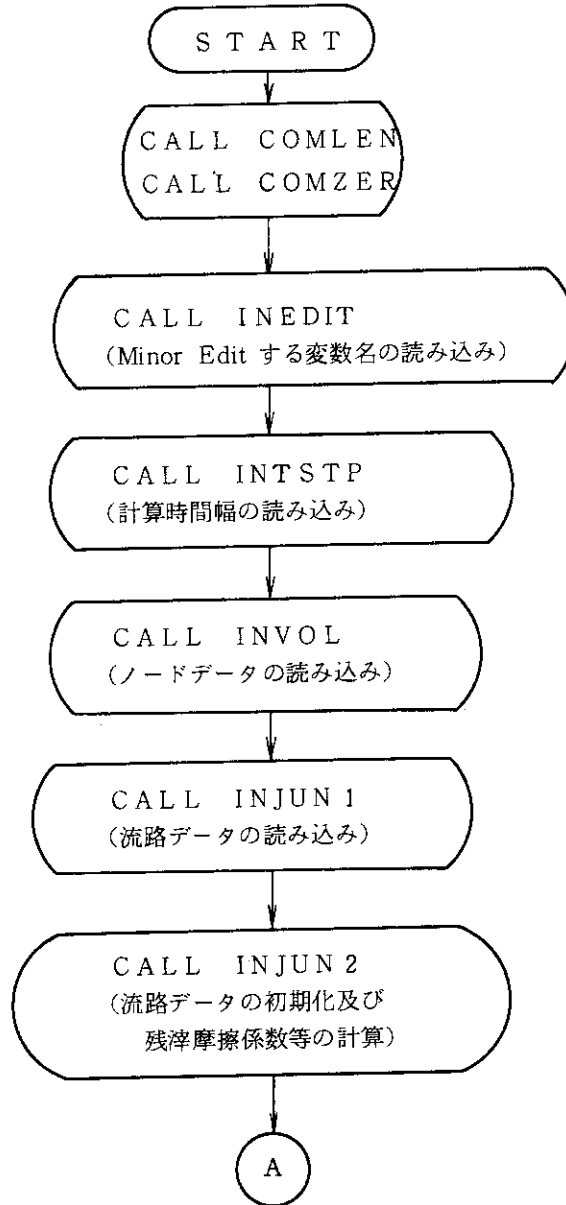 START
CALL COMLEN
CALL COMZER
CALL INEDIT
(Minor Edit する変数名の読み込み)
CALL INTSTP
(計算時間幅の読み込み)
CALL INVOL
(ノードデータの読み込み)
CALL INJUN1
(流路データの読み込み)
CALL INJUN2
(流路データの初期化及び
残滓摩擦係数等の計算)
A